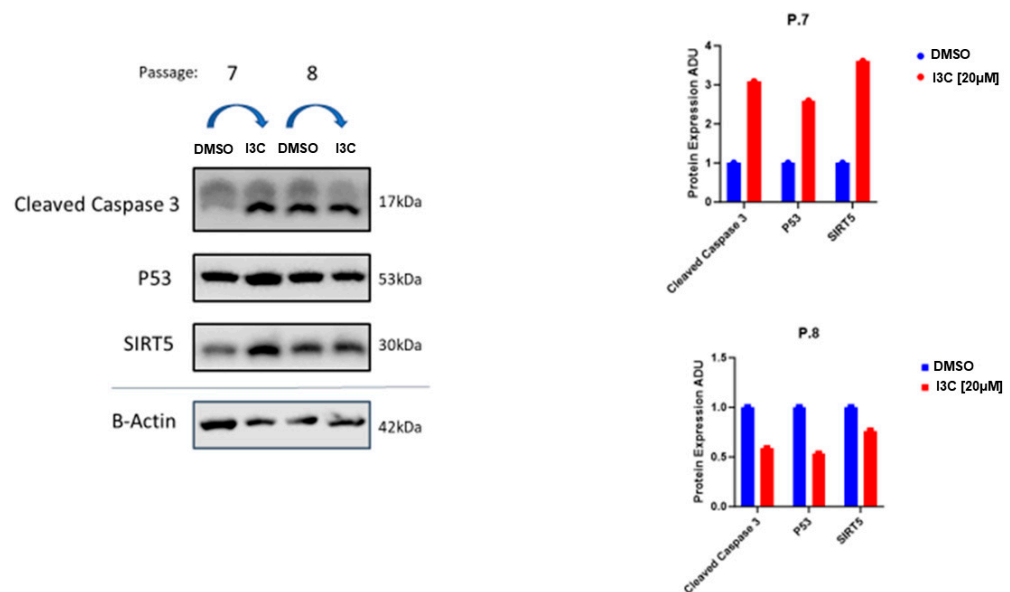 Passage: 7 8
DMSO I3C DMSO I3C
Cleaved Caspase 3 17kDa
P53 53kDa
SIRT5 30kDa
B-Actin 42kDa
P.7
Protein Expression ADU
4
3
2
1
0
Cleaved Caspase 3
P53
SIRT5
DMSO
I3C [20µM]
P.8
Protein Expression ADU
1.5
1.0
0.5
0.0
Cleaved Caspase 3
P53
SIRT5
DMSO
I3C [20µM]